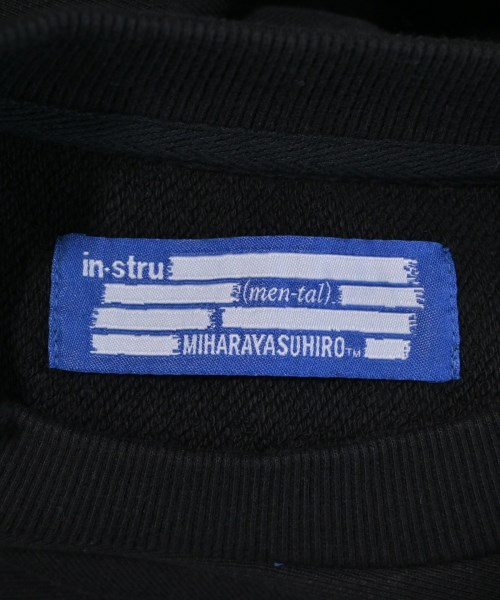 in·stru
(men-tal).
MIHARAYASUHIRO™